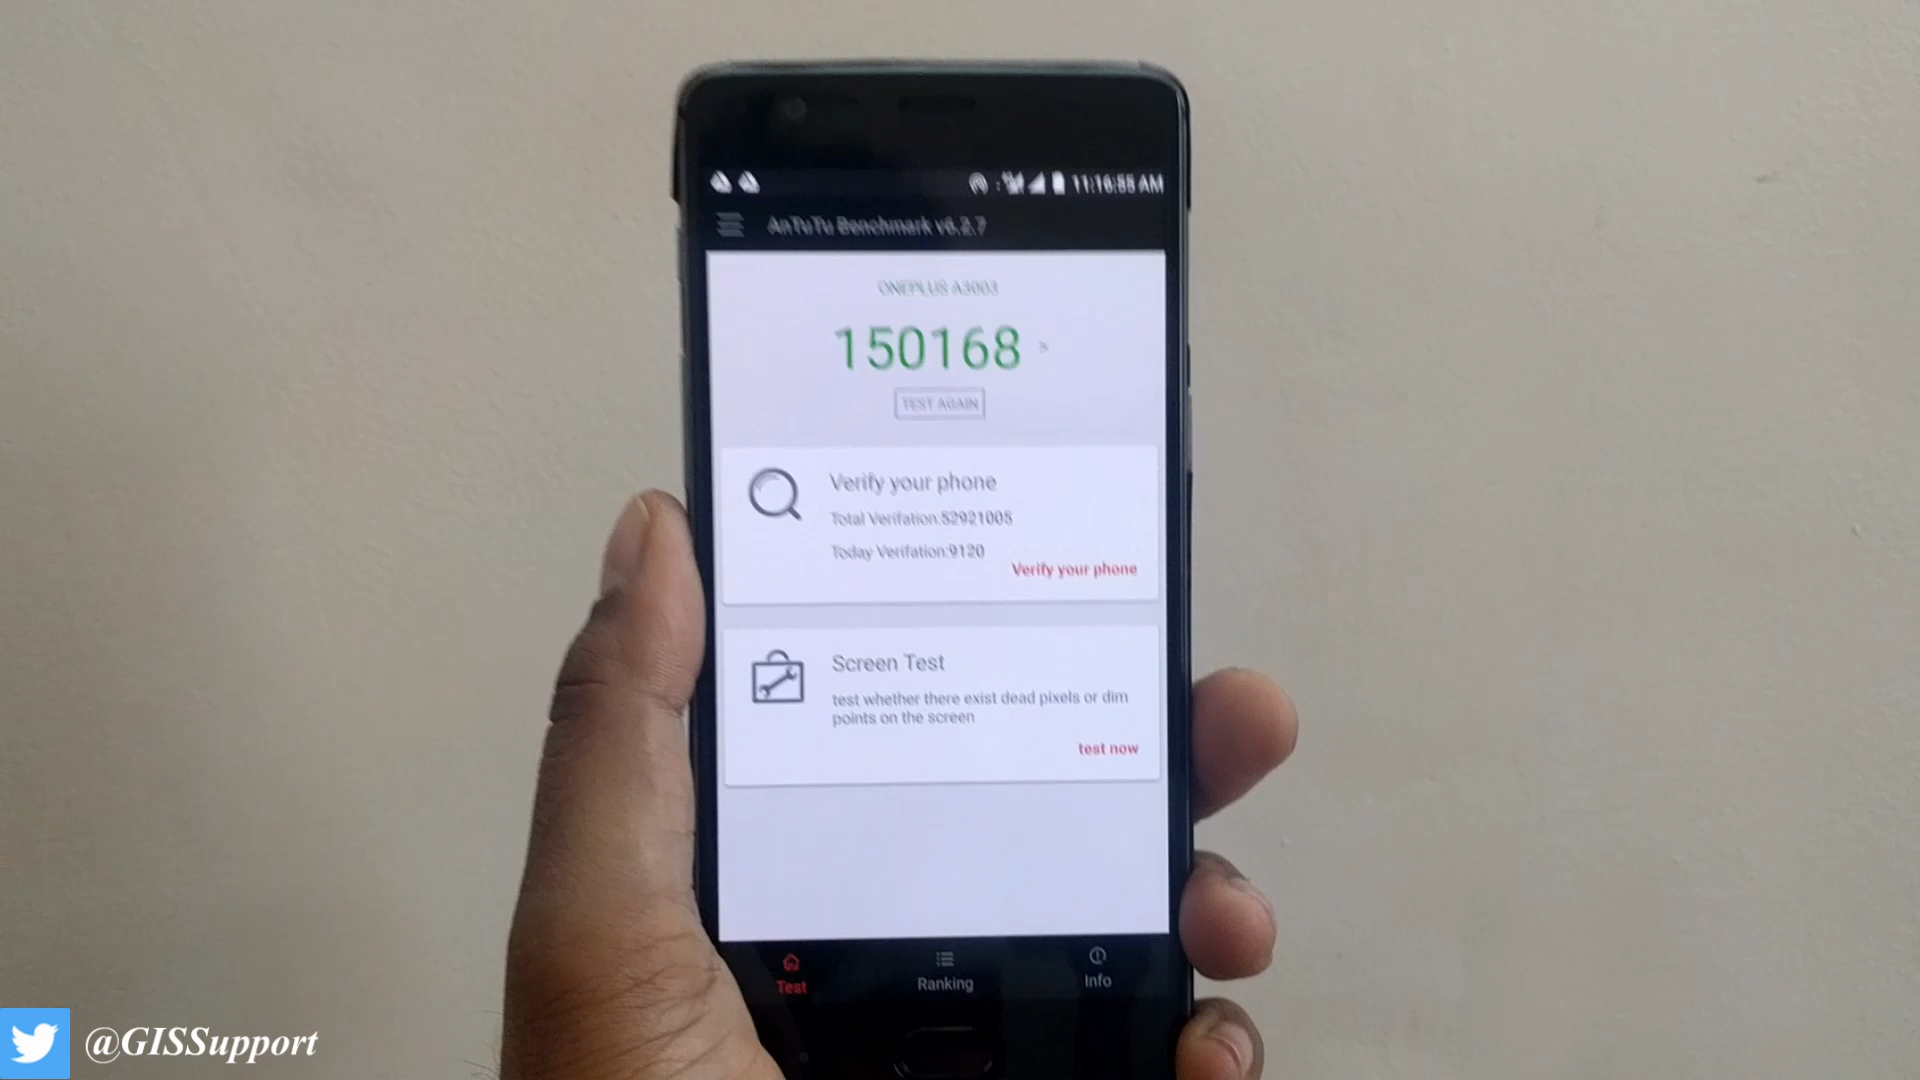 11:16:55 AM
AnTuTu Benchmark v6.2.7
ONEPLUS A3003
150168 >
TEST AGAIN
Verify your phone
Total Verifation:52921005
Today Verifation:9120
Verify your phone
Screen Test
test whether there exist dead pixels or dim
points on the screen
test now
Test
Ranking
Info
@GISSupport